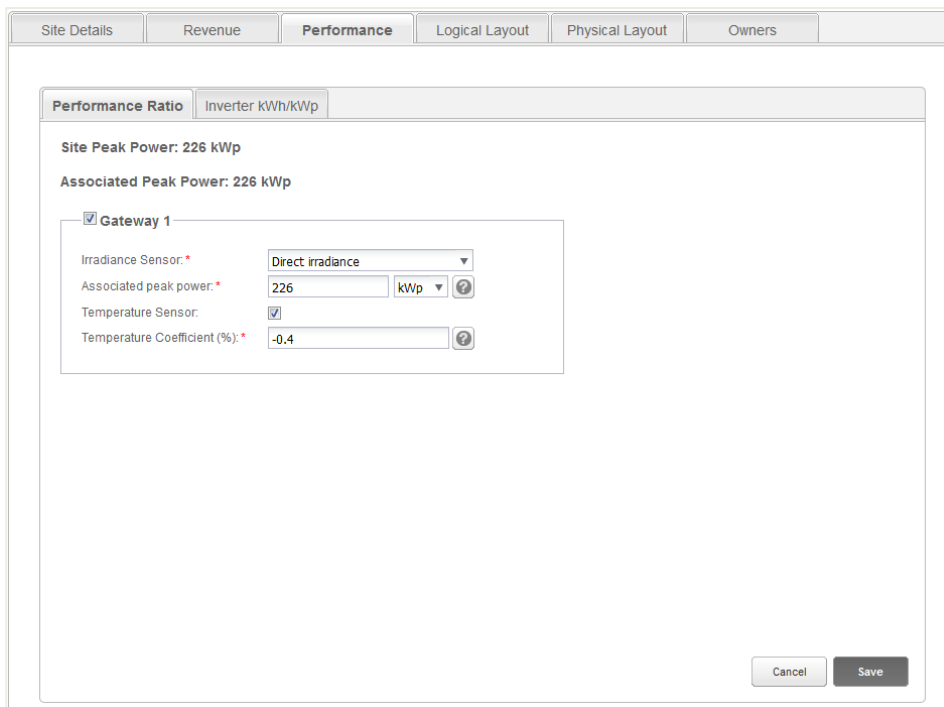 Site Details Revenue Performance Logical Layout Physical Layout Owners
Performance Ratio Inverter kWh/kWp
Site Peak Power: 226 kWp
Associated Peak Power: 226 kWp
Gateway 1
Irradiance Sensor:* Direct irradiance
Associated peak power:* 226 kWp ?
Temperature Sensor:
Temperature Coefficient (%):* -0.4 ?
Cancel Save